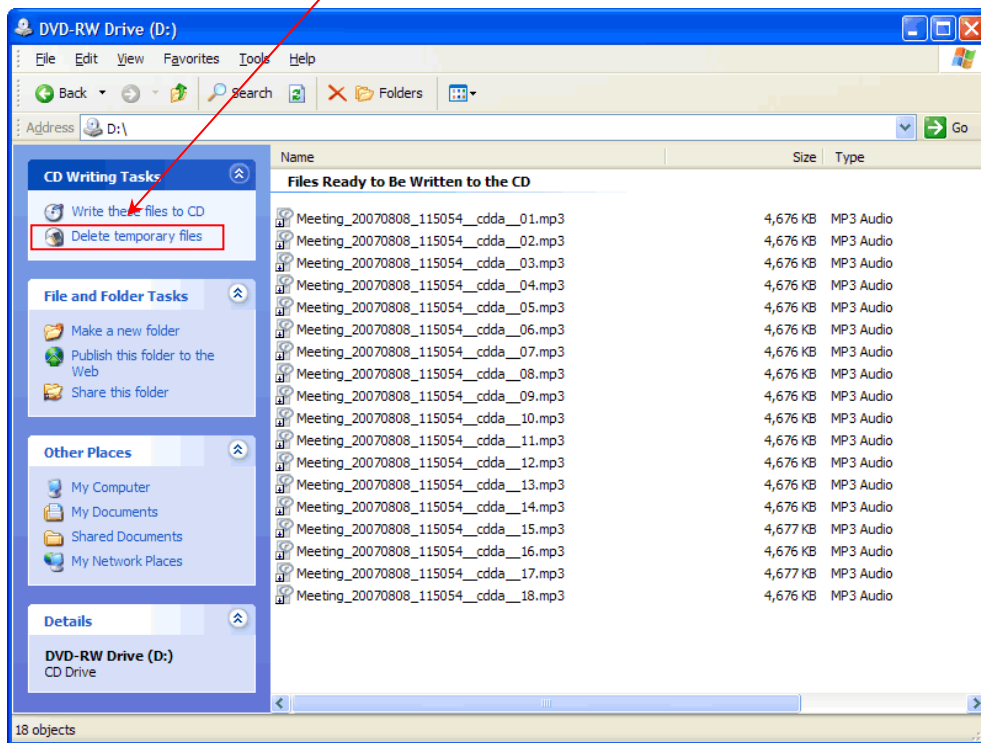 DVD-RW Drive (D:)
File Edit View Favorites Tools Help
Back Search Folders
Address D:\ Go
CD Writing Tasks
Write these files to CD
Delete temporary files
File and Folder Tasks
Make a new folder
Publish this folder to the
Web
Share this folder
Other Places
My Computer
My Documents
Shared Documents
My Network Places
Details
DVD-RW Drive (D:)
CD Drive
Name Size Type
Files Ready to Be Written to the CD
Meeting_20070808_115054__cdda__01.mp3 4,676 KB MP3 Audio
Meeting_20070808_115054__cdda__02.mp3 4,676 KB MP3 Audio
Meeting_20070808_115054__cdda__03.mp3 4,676 KB MP3 Audio
Meeting_20070808_115054__cdda__04.mp3 4,676 KB MP3 Audio
Meeting_20070808_115054__cdda__05.mp3 4,676 KB MP3 Audio
Meeting_20070808_115054__cdda__06.mp3 4,676 KB MP3 Audio
Meeting_20070808_115054__cdda__07.mp3 4,676 KB MP3 Audio
Meeting_20070808_115054__cdda__08.mp3 4,676 KB MP3 Audio
Meeting_20070808_115054__cdda__09.mp3 4,676 KB MP3 Audio
Meeting_20070808_115054__cdda__10.mp3 4,676 KB MP3 Audio
Meeting_20070808_115054__cdda__11.mp3 4,676 KB MP3 Audio
Meeting_20070808_115054__cdda__12.mp3 4,676 KB MP3 Audio
Meeting_20070808_115054__cdda__13.mp3 4,676 KB MP3 Audio
Meeting_20070808_115054__cdda__14.mp3 4,676 KB MP3 Audio
Meeting_20070808_115054__cdda__15.mp3 4,677 KB MP3 Audio
Meeting_20070808_115054__cdda__16.mp3 4,676 KB MP3 Audio
Meeting_20070808_115054__cdda__17.mp3 4,677 KB MP3 Audio
Meeting_20070808_115054__cdda__18.mp3 4,676 KB MP3 Audio
18 objects